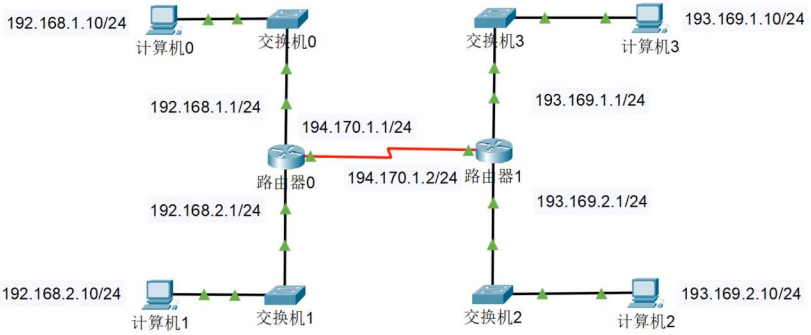 192.168.1.10/24
计算机0
交换机0
交换机3
计算机3
193.169.1.10/24
192.168.1.1/24
193.169.1.1/24
194.170.1.1/24
路由器0
194.170.1.2/24
路由器1
192.168.2.1/24
193.169.2.1/24
192.168.2.10/24
计算机1
交换机1
交换机2
计算机2
193.169.2.10/24